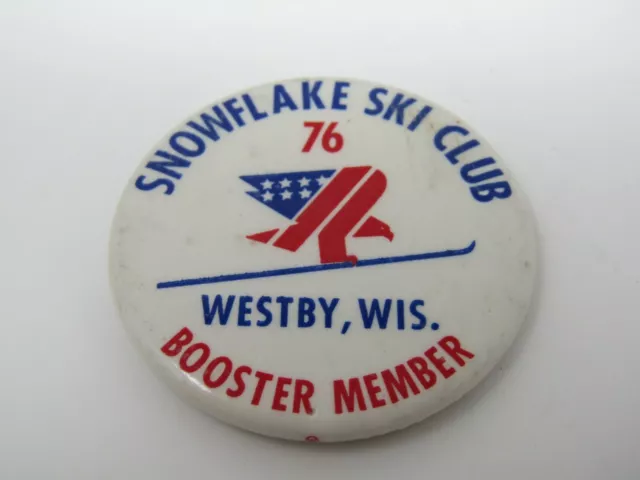 SNOWFLAKE SKI CLUB
76
WESTBY, WIS.
BOOSTER MEMBER